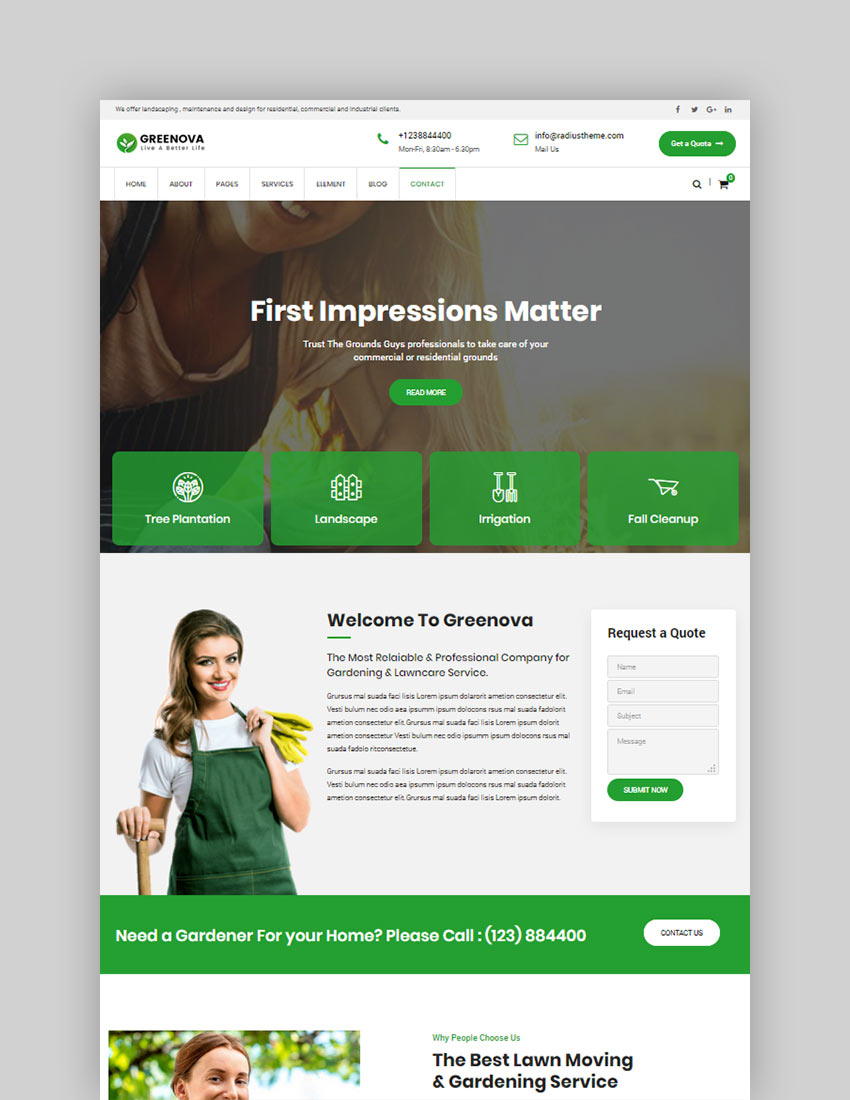 We offer landscaping , maintenance and design for residential, commercial and industrial clients.
f G+ in
GREENOVA
Live A Better Life
+1238844400
Mon-Fri, 8:30am - 6.30pm
info@radiustheme.com
Mail Us
Get a Quota
HOME ABOUT PAGES SERVICES ELEMENT BLOG CONTACT
0
First Impressions Matter
Trust The Grounds Guys professionals to take care of your
commercial or residential grounds
READ MORE
Tree Plantation
Landscape
Irrigation
Fall Cleanup
Welcome To Greenova
The Most Relaiable & Professional Company for
Gardening & Lawncare Service.
Grursus mal suada faci lisis Lorem ipsum dolarorit ametion consectetur elit.
Vesti bulum nec odio aea the dumm ipsumm ipsum dolocons rsus mal suada fadolorit
ametion consectetur elit.Grursus mal suada faci lisis Lorem ipsum dolorit
ametion consectetur Vesti bulum nec odio ipsumm ipsum dolocons rsus mal
suada fadolo ritconsectetue.
Grursus mal suada faci lisis Lorem ipsum dolarorit ametion consectetur elit.
Vesti bulum nec odio aea the dumm ipsumm ipsum dolocons rsus mal suada fadolorit
ametion consectetur elit.Grursus mal suada faci lisis Lorem ipsum dolorit.
Request a Quote
Name
Email
Subject
Message
SUBMIT NOW
Need a Gardener For your Home? Please Call : (123) 884400
CONTACT US
Why People Choose Us
The Best Lawn Moving
& Gardening Service